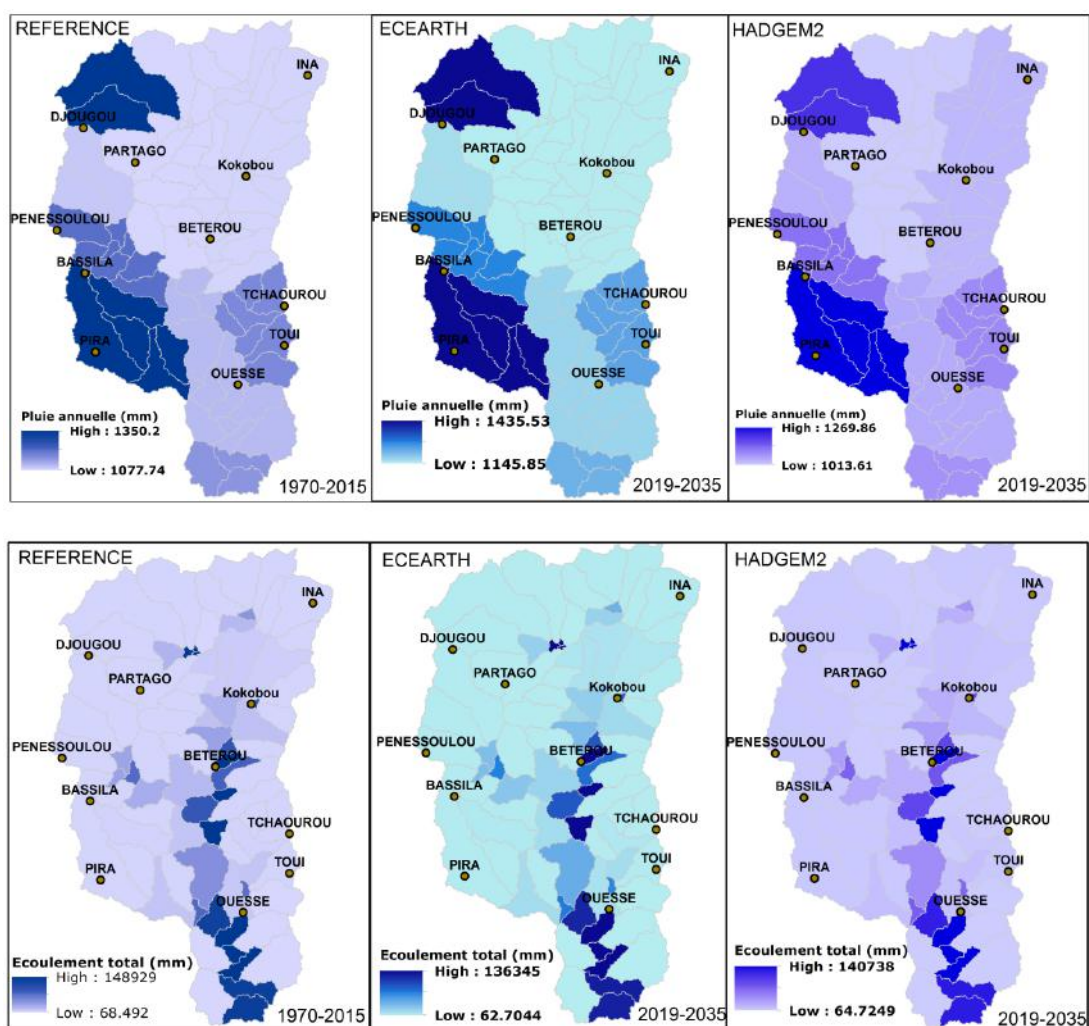 REFERENCE
INA
DJOUGOU
PARTAGO
Kokobou
PENESSOULOU
BETEROU
BASSILA
TCHAOUROU
PIRA
TOUI
OUESSE
Pluie annuelle (mm)
High : 1350.2
Low : 1077.74
1970-2015
ECEARTH
INA
DJOUGOU
PARTAGO
Kokobou
PENESSOULOU
BETEROU
BASSILA
TCHAOUROU
PIRA
TOUI
OUESSE
Pluie annuelle (mm)
High : 1435.53
Low : 1145.85
2019-2035
HADGEM2
INA
DJOUGOU
PARTAGO
Kokobou
PENESSOULOU
BETEROU
BASSILA
TCHAOUROU
PIRA
TOUI
OUESSE
Pluie annuelle (mm)
High : 1269.86
Low : 1013.61
2019-2035
REFERENCE
INA
DJOUGOU
PARTAGO
Kokobou
PENESSOULOU
BETEROU
BASSILA
TCHAOUROU
PIRA
TOUI
OUESSE
Ecoulement total (mm)
High : 148929
Low : 68.492
1970-2015
ECEARTH
INA
DJOUGOU
PARTAGO
Kokobou
PENESSOULOU
BETEROU
BASSILA
TCHAOUROU
PIRA
TOUI
OUESSE
Ecoulement total (mm)
High : 136345
Low : 62.7044
2019-2035
HADGEM2
INA
DJOUGOU
PARTAGO
Kokobou
PENESSOULOU
BETEROU
BASSILA
TCHAOUROU
PIRA
TOUI
OUESSE
Ecoulement total (mm)
High : 140738
Low : 64.7249
2019-2035